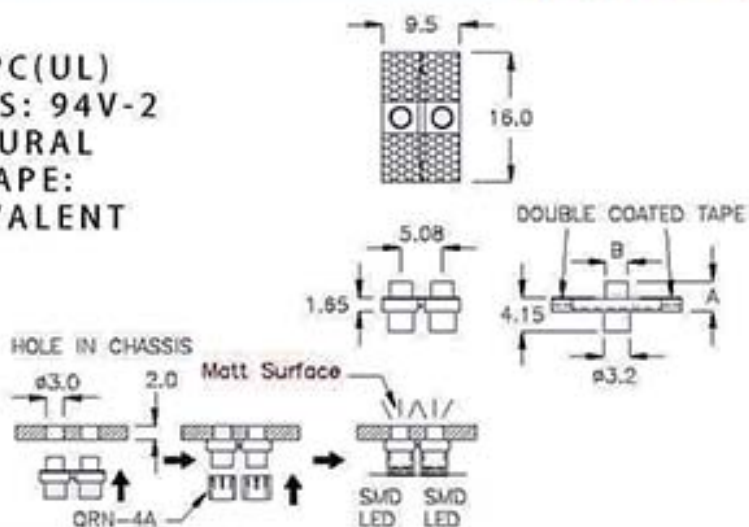 PC(UL)
S: 94V-2
URAL
APE:
VALENT
9.5
16.0
5.08
1.65
DOUBLE COATED TAPE
B
A
4.15
ø3.2
HOLE IN CHASSIS
ø3.0
2.0
Matt Surface
QRN-4A
SMD LED
SMD LED